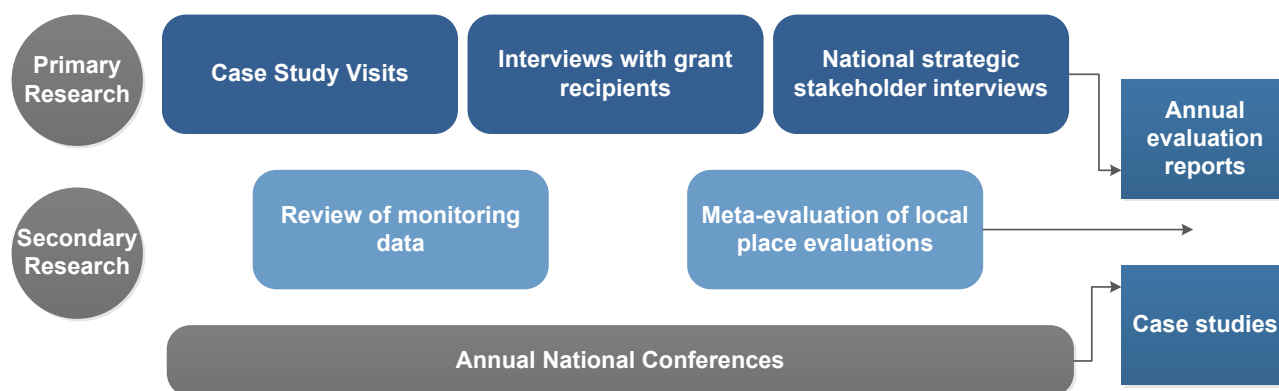 Primary
Research
Case Study Visits
Interviews with grant
recipients
National strategic
stakeholder interviews
Annual
evaluation
reports
Secondary
Research
Review of monitoring
data
Meta-evaluation of local
place evaluations
Case studies
Annual National Conferences